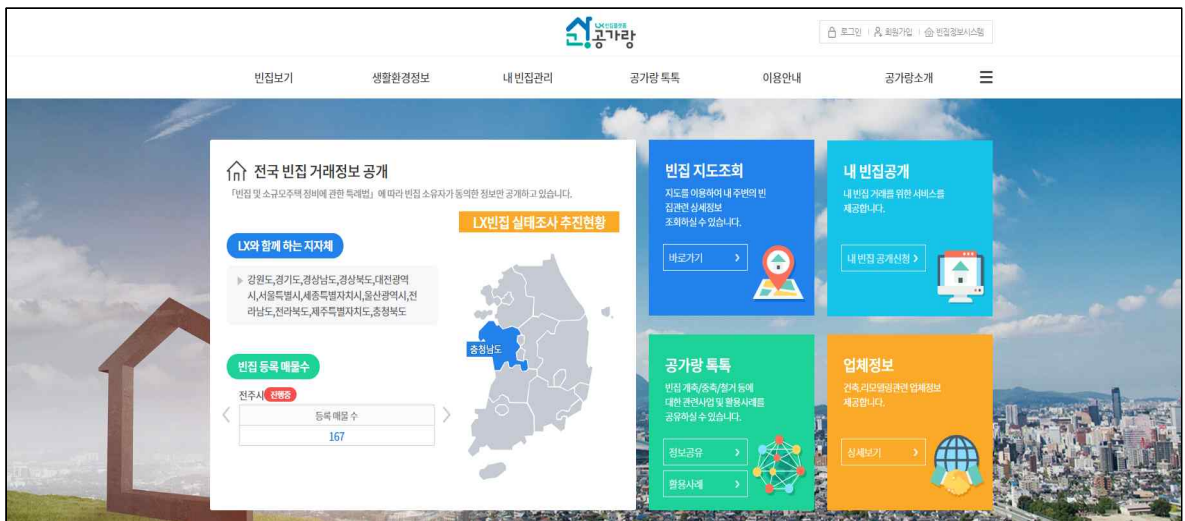 LX빈집플랫폼
공가랑
로그인 | 회원가입 | 빈집정보시스템
빈집보기 생활환경정보 내 빈집관리 공가랑 톡톡 이용안내 공가랑소개
전국 빈집 거래정보 공개
「빈집 및 소규모주택 정비에 관한 특례법」에 따라 빈집 소유자가 동의한 정보만 공개하고 있습니다.
LX빈집 실태조사 추진현황
LX와 함께 하는 지자체
강원도,경기도,경상남도,경상북도,대전광역
시,서울특별시,세종특별자치시,울산광역시,전
라남도,전라북도,제주특별자치도,충청북도
충청남도
빈집 등록 매물수
전주시 진행중
등록 매물 수
167
빈집 지도조회
지도를 이용하여 내 주변의 빈
집관련 상세정보
조회하실 수 있습니다.
바로가기
내 빈집공개
내 빈집 거래를 위한 서비스를
제공합니다.
내 빈집 공개신청
공가랑 톡톡
빈집 개축/증축/철거 등에
대한 관련사업 및 활용사례를
공유하실 수 있습니다.
정보공유
활용사례
업체정보
건축,리모델링관련 업체정보
제공합니다.
상세보기